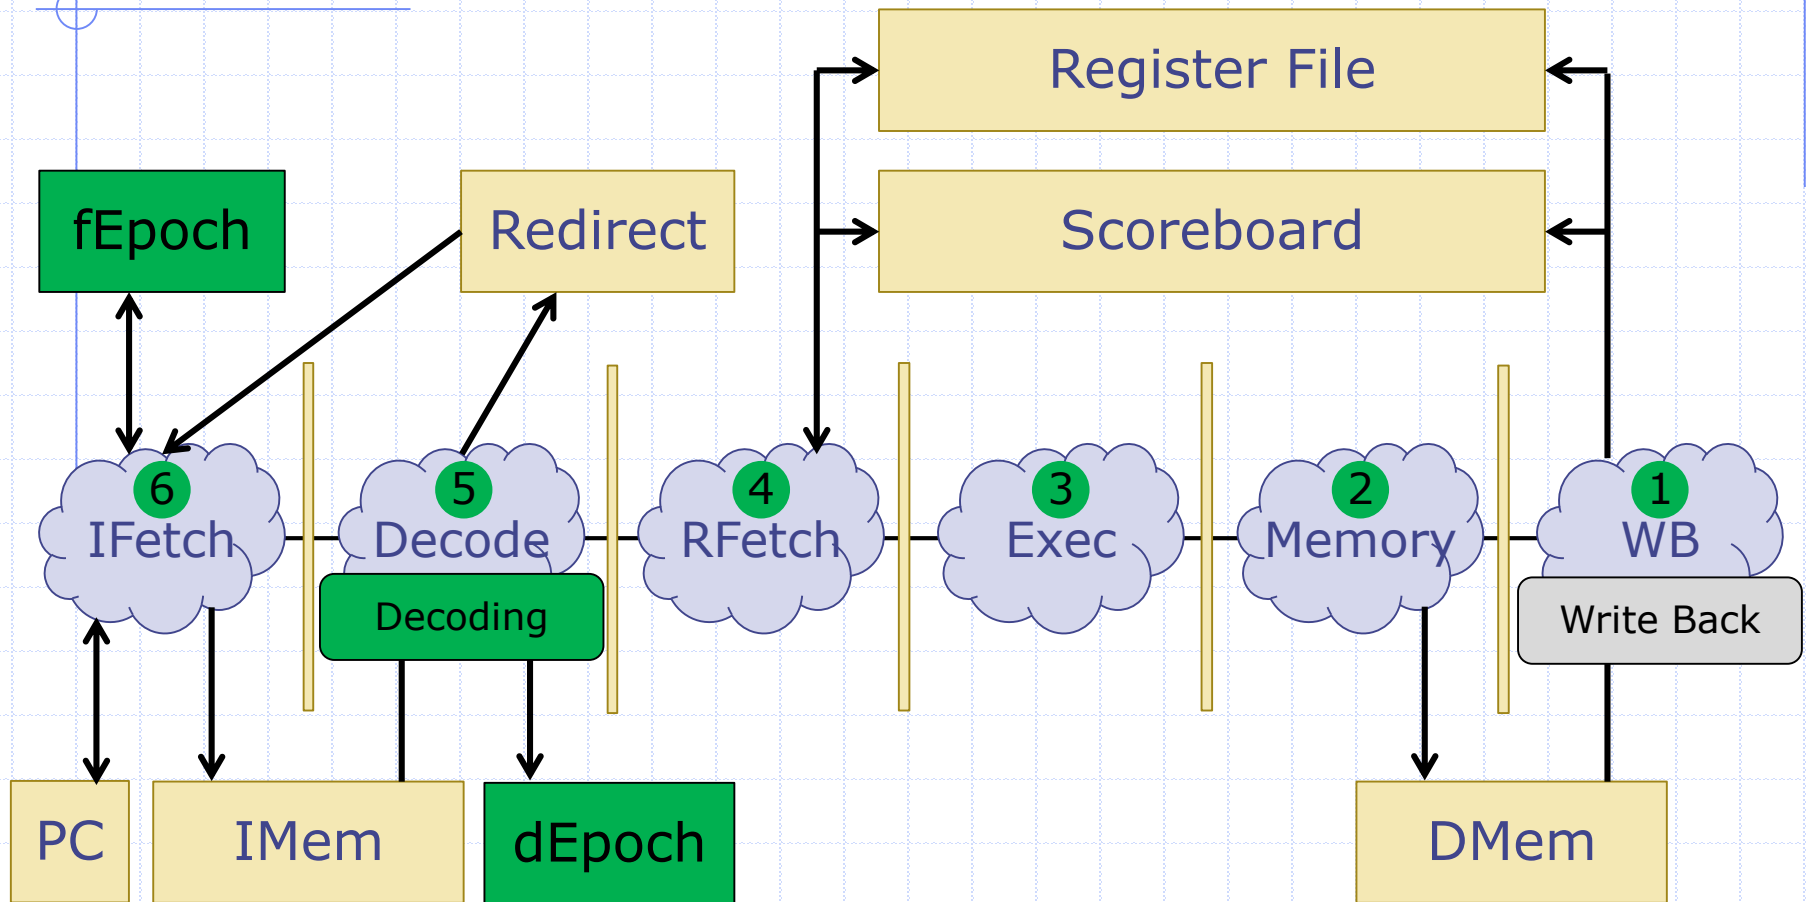 Register File
fEpoch
Redirect
Scoreboard
6
5
4
3
2
1
IFetch
Decode
RFetch
Exec
Memory
WB
Decoding
Write Back
PC
IMem
dEpoch
DMem